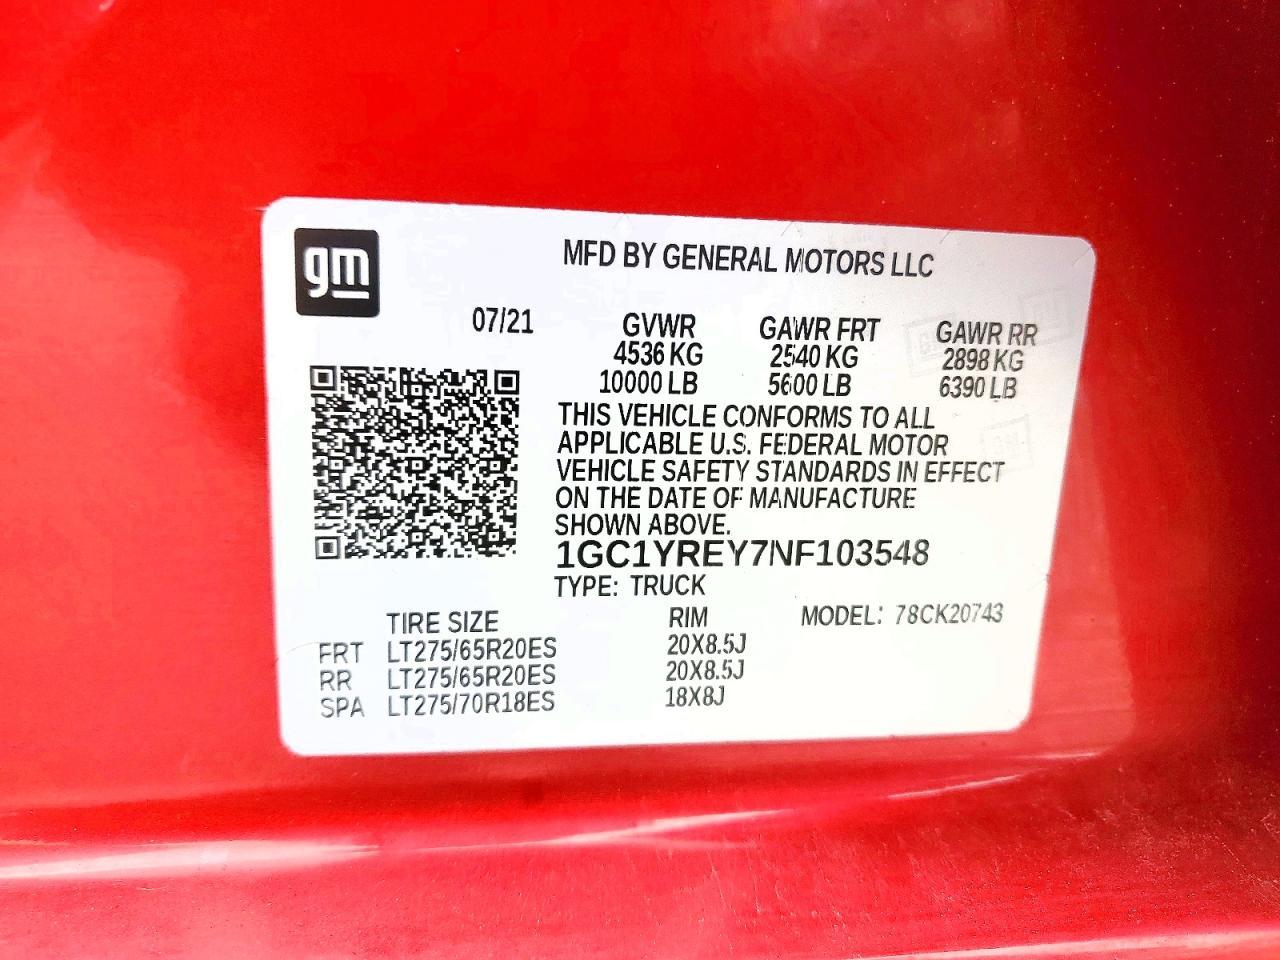 gm
MFD BY GENERAL MOTORS LLC
07/21 GVWR GAWR FRT GAWR RR
4536 KG 2540 KG 2898 KG
10000 LB 5600 LB 6390 LB
THIS VEHICLE CONFORMS TO ALL
APPLICABLE U.S. FEDERAL MOTOR
VEHICLE SAFETY STANDARDS IN EFFECT
ON THE DATE OF MANUFACTURE
SHOWN ABOVE.
1GC1YREY7NF103548
TYPE: TRUCK
TIRE SIZE RIM MODEL: 78CK20743
FRT LT275/65R20ES 20X8.5J
RR LT275/65R20ES 20X8.5J
SPA LT275/70R18ES 18X8J